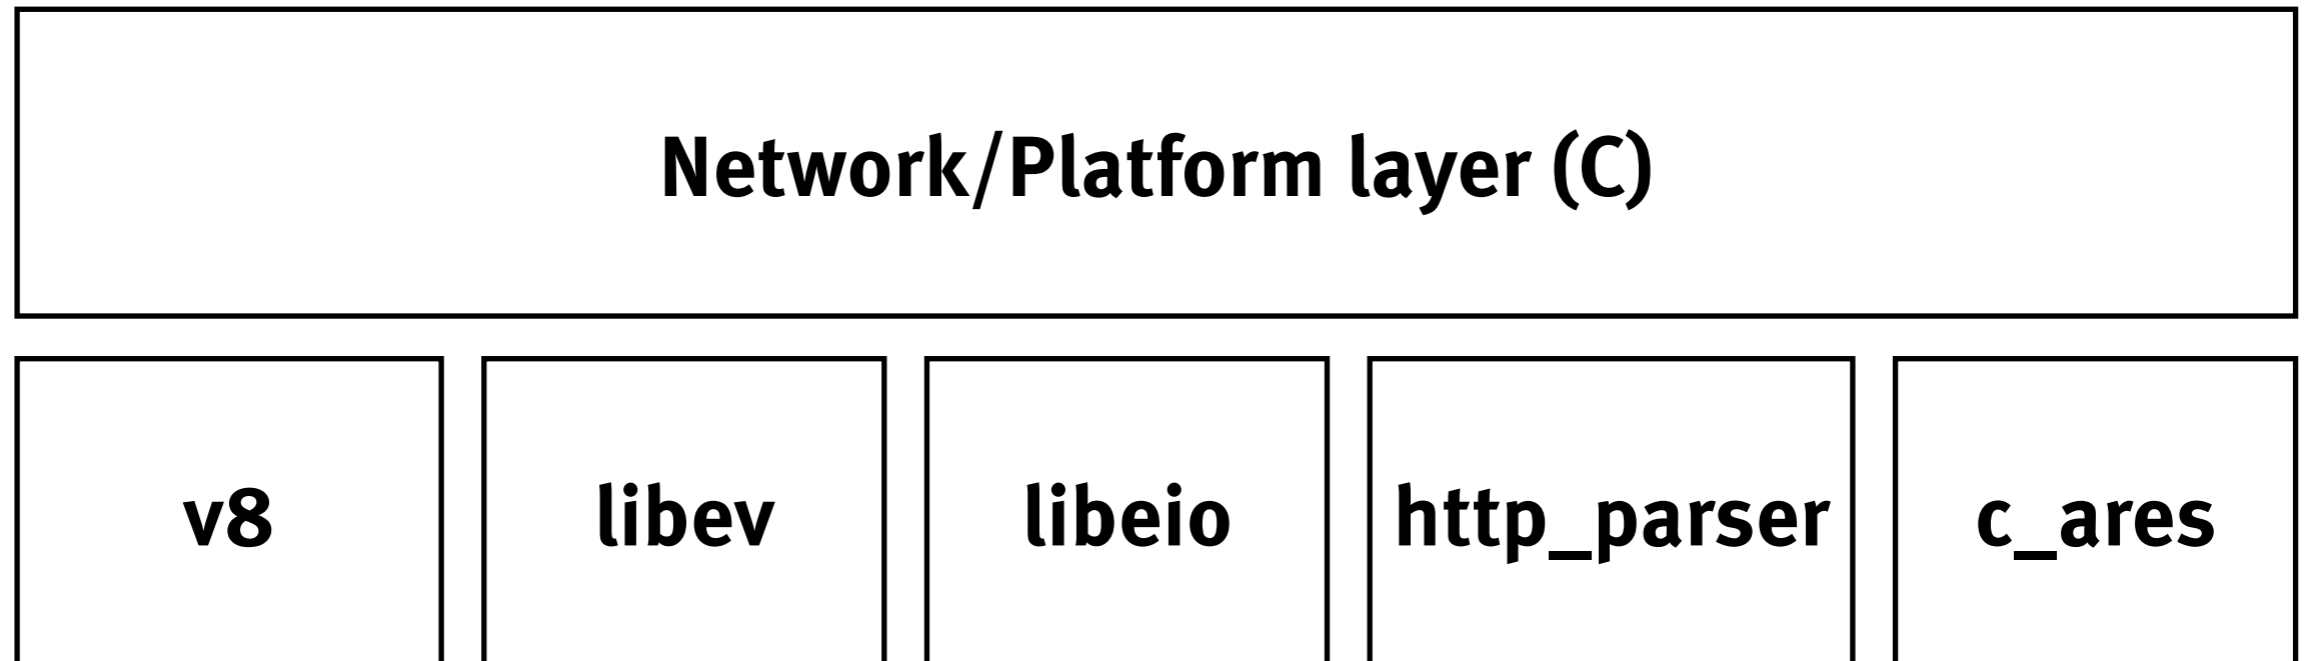 Network/Platform layer (C)
v8 libev libeio http_parser c_ares